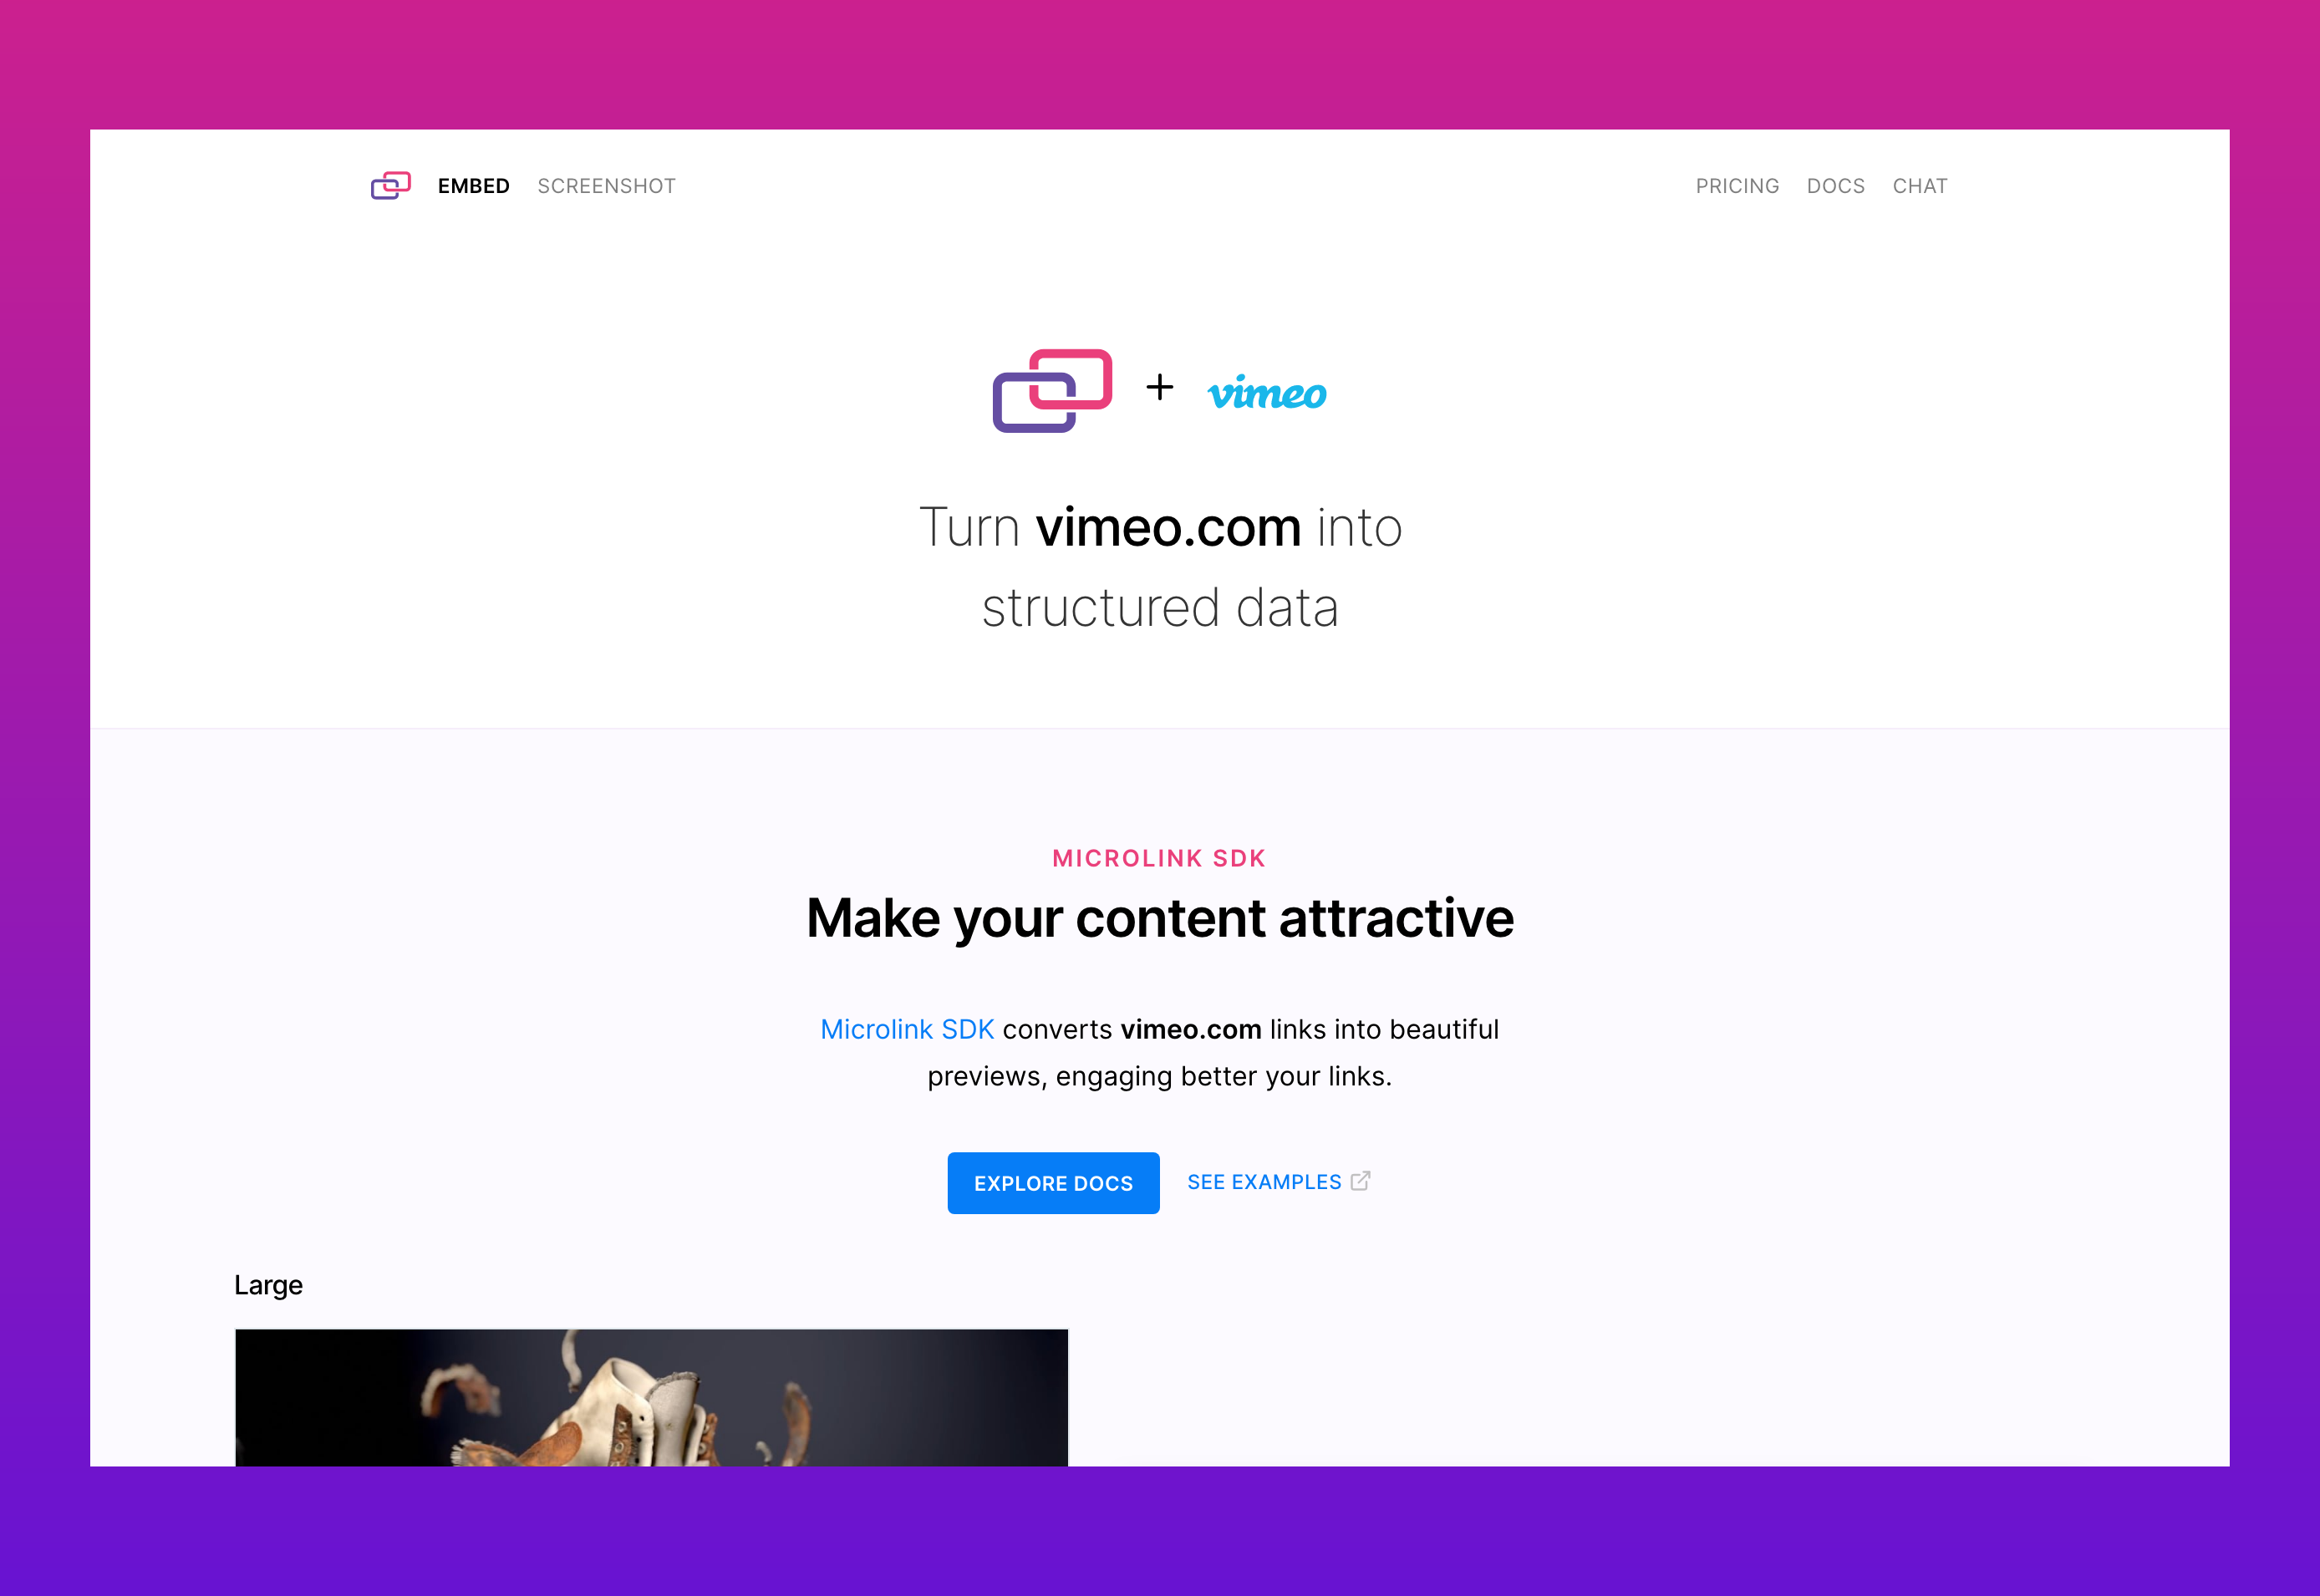 EMBED SCREENSHOT PRICING DOCS CHAT
+ vimeo
Turn vimeo.com into
structured data
MICROLINK SDK
Make your content attractive
Microlink SDK converts vimeo.com links into beautiful
previews, engaging better your links.
EXPLORE DOCS SEE EXAMPLES
Large